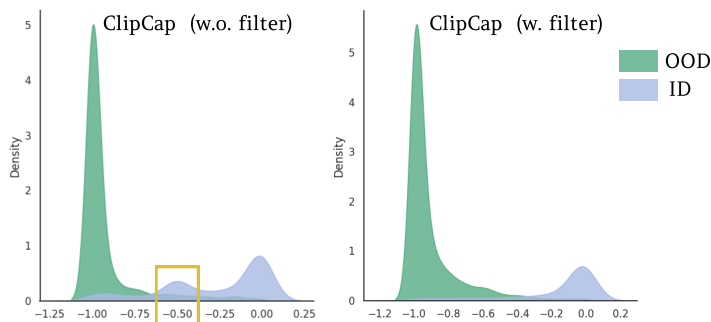 ClipCap (w.o. filter)
5
4
3
2
1
0
Density
−1.25 −1.00 −0.75 −0.50 −0.25 0.00 0.25
ClipCap (w. filter)
5
4
3
2
1
0
Density
−1.2 −1.0 −0.8 −0.6 −0.4 −0.2 0.0 0.2
OOD
ID